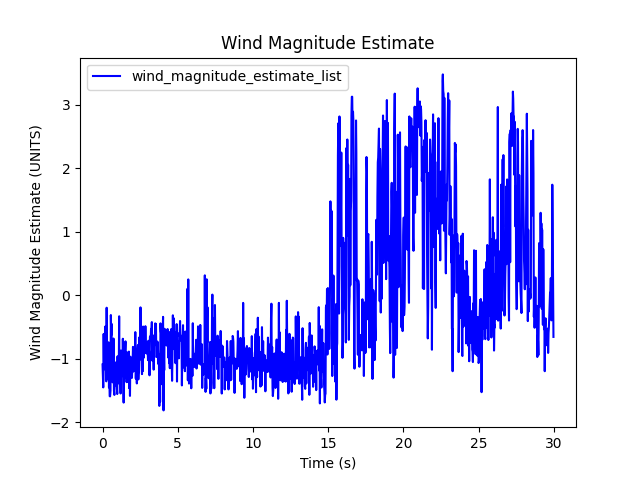 Wind Magnitude Estimate
wind_magnitude_estimate_list
Wind Magnitude Estimate (UNITS)
3
2
1
0
−1
−2
0 5 10 15 20 25 30
Time (s)